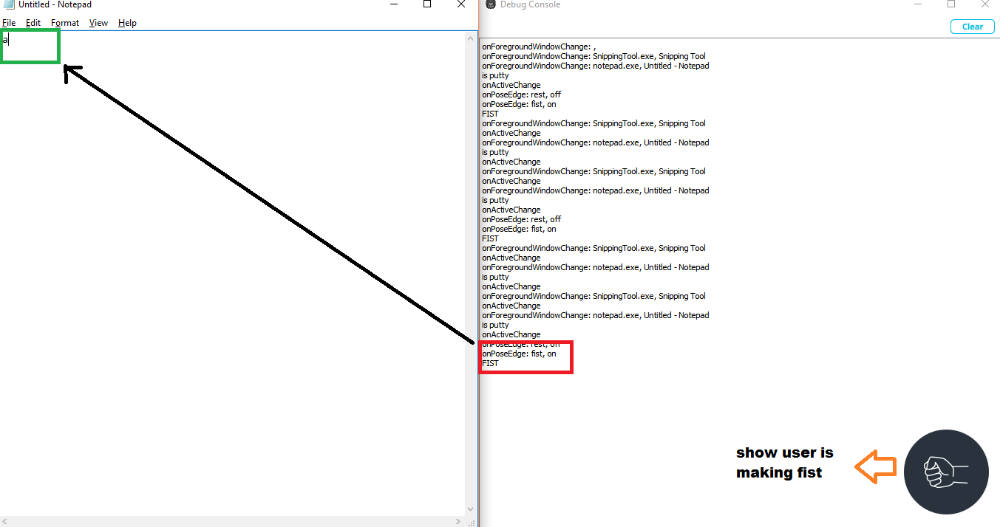 Untitled - Notepad
File Edit Format View Help
a
Debug Console
Clear
onForegroundWindowChange: ,
onForegroundWindowChange: SnippingTool.exe, Snipping Tool
onForegroundWindowChange: notepad.exe, Untitled - Notepad
is putty
onActiveChange
onPoseEdge: rest, off
onPoseEdge: fist, on
FIST
onForegroundWindowChange: SnippingTool.exe, Snipping Tool
onActiveChange
onForegroundWindowChange: notepad.exe, Untitled - Notepad
is putty
onActiveChange
onForegroundWindowChange: SnippingTool.exe, Snipping Tool
onActiveChange
onForegroundWindowChange: notepad.exe, Untitled - Notepad
is putty
onActiveChange
onPoseEdge: rest, off
onPoseEdge: fist, on
FIST
onForegroundWindowChange: SnippingTool.exe, Snipping Tool
onActiveChange
onForegroundWindowChange: notepad.exe, Untitled - Notepad
is putty
onActiveChange
onForegroundWindowChange: SnippingTool.exe, Snipping Tool
onActiveChange
onForegroundWindowChange: notepad.exe, Untitled - Notepad
is putty
onActiveChange
onPoseEdge: rest, off
onPoseEdge: fist, on
FIST
show user is
making fist